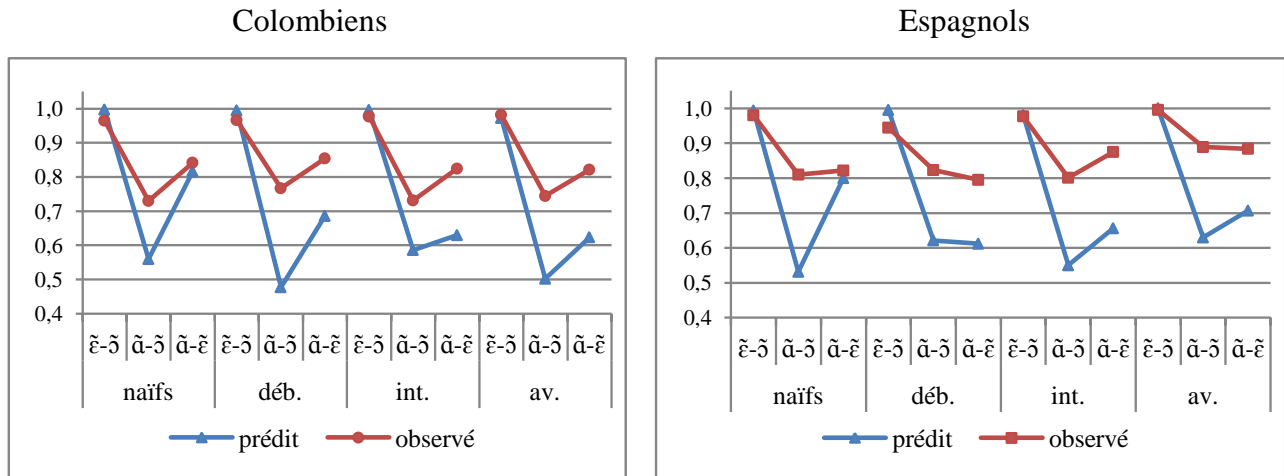 Colombiens
1,0
0,9
0,8
0,7
0,6
0,5
0,4
ɛ̃-ɔ̃ ɑ̃-ɔ̃ ɑ̃-ɛ̃ ɛ̃-ɔ̃ ɑ̃-ɔ̃ ɑ̃-ɛ̃ ɛ̃-ɔ̃ ɑ̃-ɔ̃ ɑ̃-ɛ̃ ɛ̃-ɔ̃ ɑ̃-ɔ̃ ɑ̃-ɛ̃
naïfs déb. int. av.
prédit observé
Espagnols
1,0
0,9
0,8
0,7
0,6
0,5
0,4
ɛ̃-ɔ̃ ɑ̃-ɔ̃ ɑ̃-ɛ̃ ɛ̃-ɔ̃ ɑ̃-ɔ̃ ɑ̃-ɛ̃ ɛ̃-ɔ̃ ɑ̃-ɔ̃ ɑ̃-ɛ̃ ɛ̃-ɔ̃ ɑ̃-ɔ̃ ɑ̃-ɛ̃
naïfs déb. int. av.
prédit observé